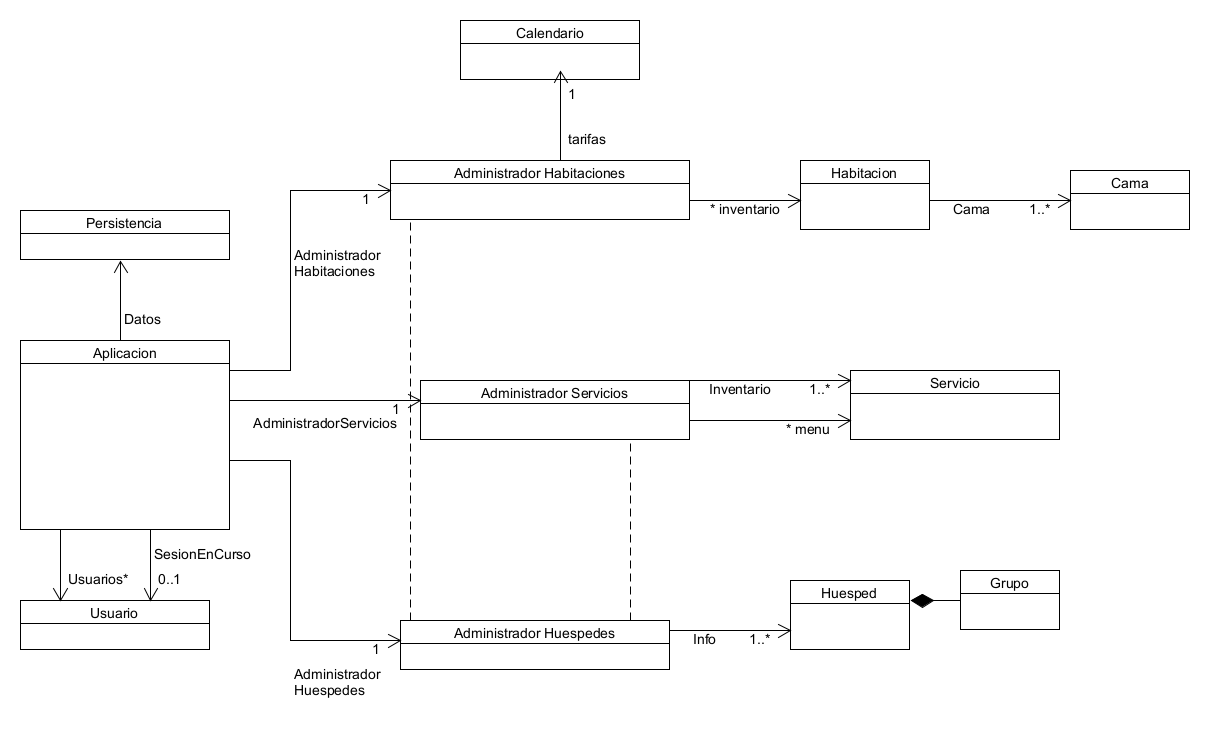 Calendario
1
tarifas
Administrador Habitaciones
1
* inventario
Habitacion
Cama
1..*
Cama
Persistencia
Administrador
Habitaciones
Datos
Aplicacion
Administrador Servicios
1
AdministradorServicios
Inventario
1..*
* menu
Servicio
SesionEnCurso
Usuarios*
0..1
Usuario
Administrador Huespedes
1
Administrador
Huespedes
Info
1..*
Huesped
Grupo